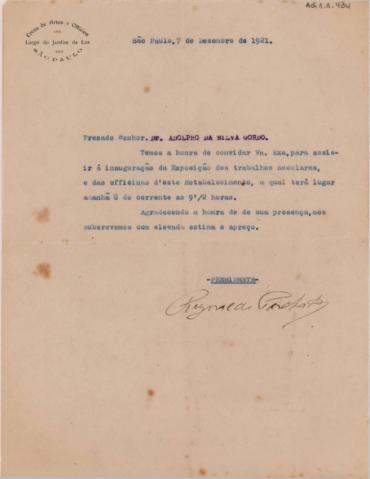 AG.1.1.434
Liceu de Artes e Officios
Largo do Jardim da Luz
SÃO PAULO
São Paulo, 7 de Dezembro de 1921.
Prezado Senhor. DR. ADOLPHO DA SILVA GORDO.
Temos a honra de convidar Va. Exa, para assis-
tir á inauguração da Exposição dos trabalhos escolares,
e das officinas d'este Estabelecimento, a qual terá lugar
amanhã 8 do corrente as 9 1/2 horas.
Agradecendo a honra de de sua presença, nos
subscrevemos com elevada estima e apreço.
-PRESIDENTE-